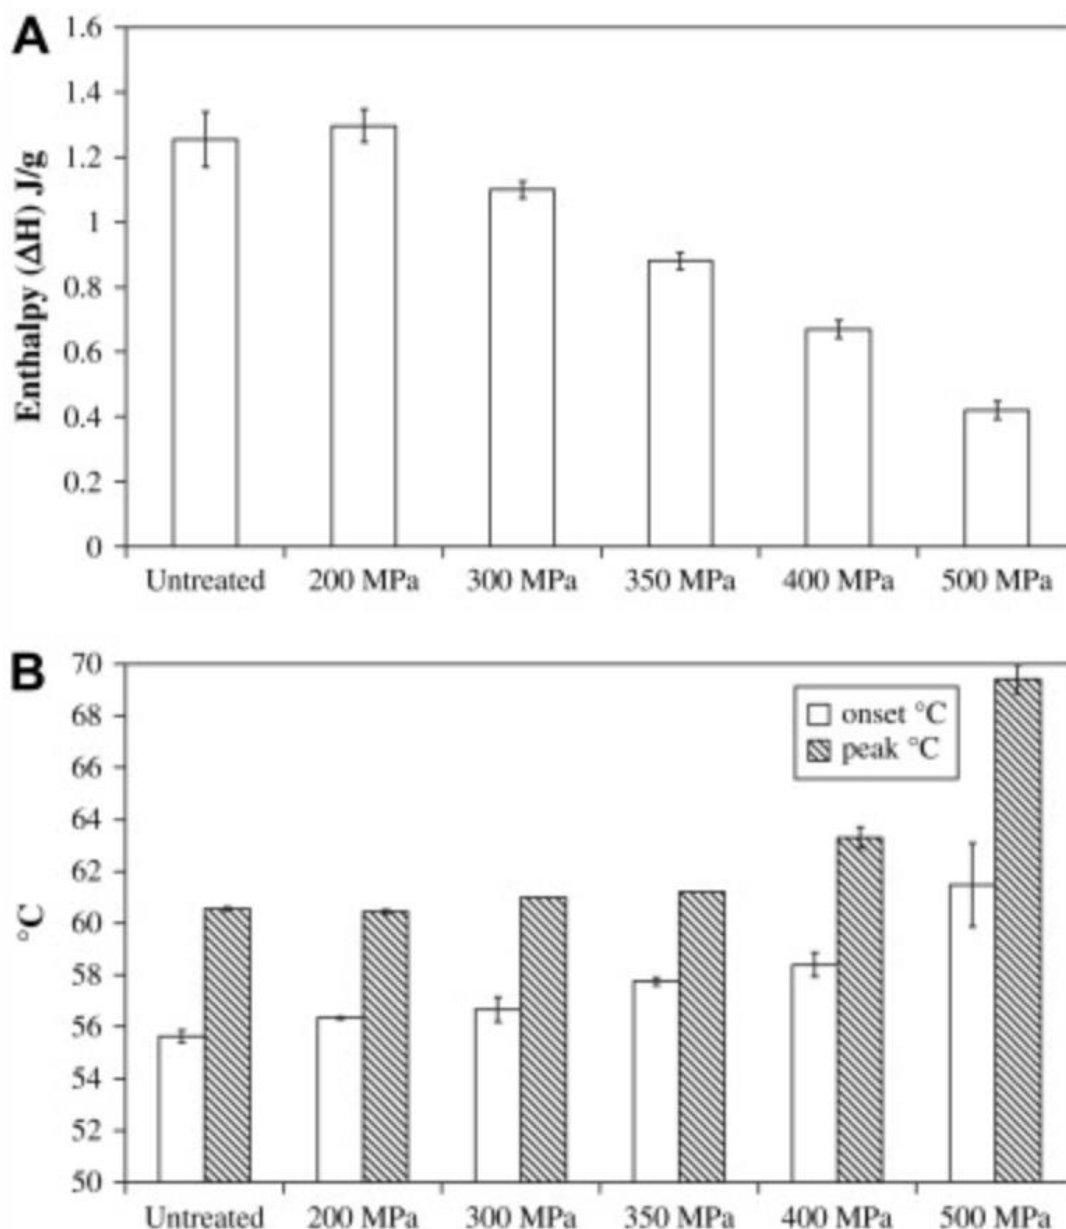 A
Enthalpy (ΔH) J/g
1.6
1.4
1.2
1
0.8
0.6
0.4
0.2
0
Untreated 200 MPa 300 MPa 350 MPa 400 MPa 500 MPa
B
°C
70
68
66
64
62
60
58
56
54
52
50
onset °C
peak °C
Untreated 200 MPa 300 MPa 350 MPa 400 MPa 500 MPa